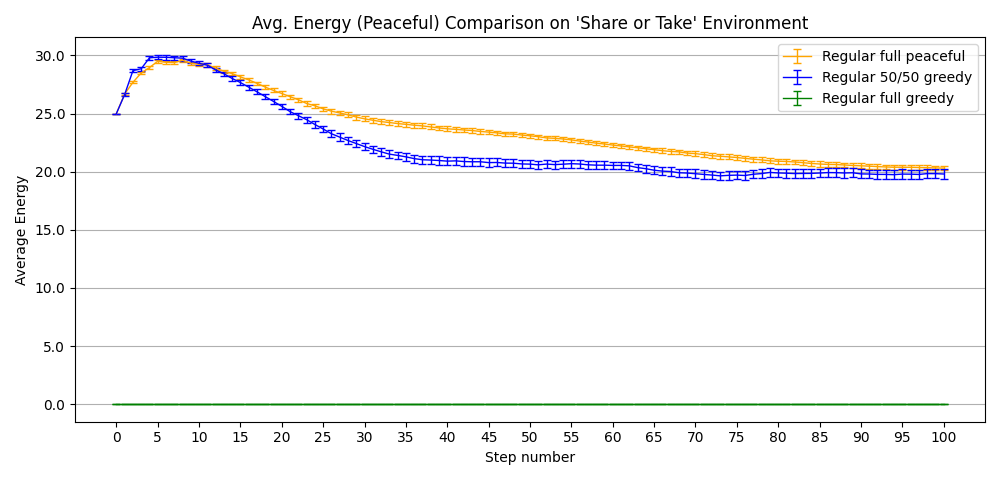 Avg. Energy (Peaceful) Comparison on 'Share or Take' Environment
Regular full peaceful
Regular 50/50 greedy
Regular full greedy
Average Energy
30.0
25.0
20.0
15.0
10.0
5.0
0.0
0 5 10 15 20 25 30 35 40 45 50 55 60 65 70 75 80 85 90 95 100
Step number